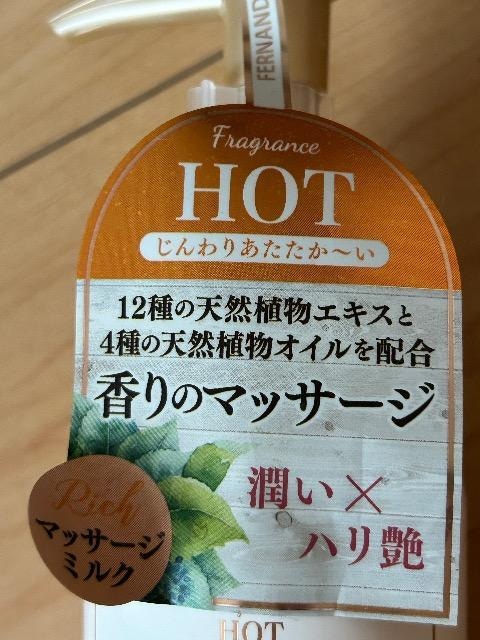 FERNAND
Fragrance
HOT
じんわりあたたか〜い
12種の天然植物エキスと
4種の天然植物オイルを配合
香りのマッサージ
潤い×
ハリ艶
Rich
マッサージ
ミルク
HOT